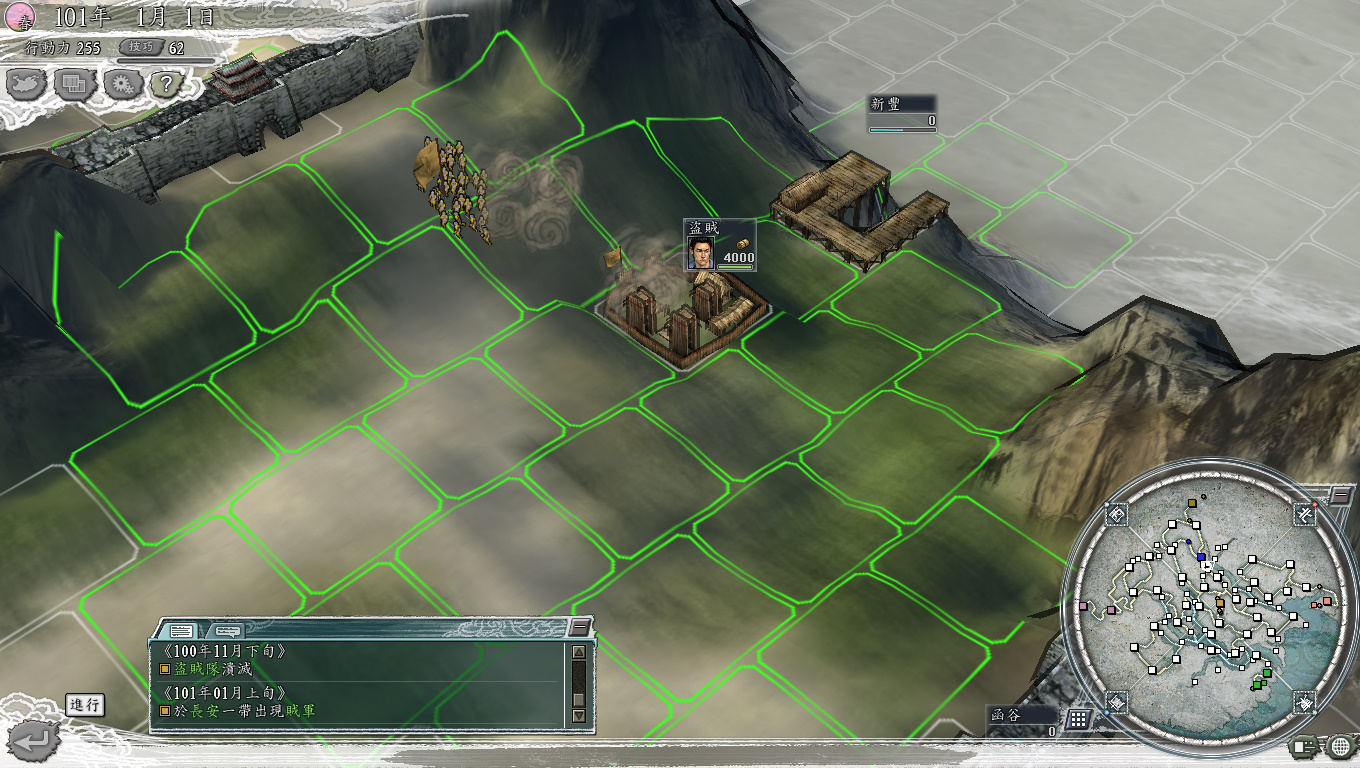 春
101年 1月 1日
行動力 255 技巧 62
?
新豐
0
盜賊
4000
《100年11月下旬》
盜賊隊潰滅
《101年01月上旬》
於長安一帶出現賊軍
進行
函谷
0